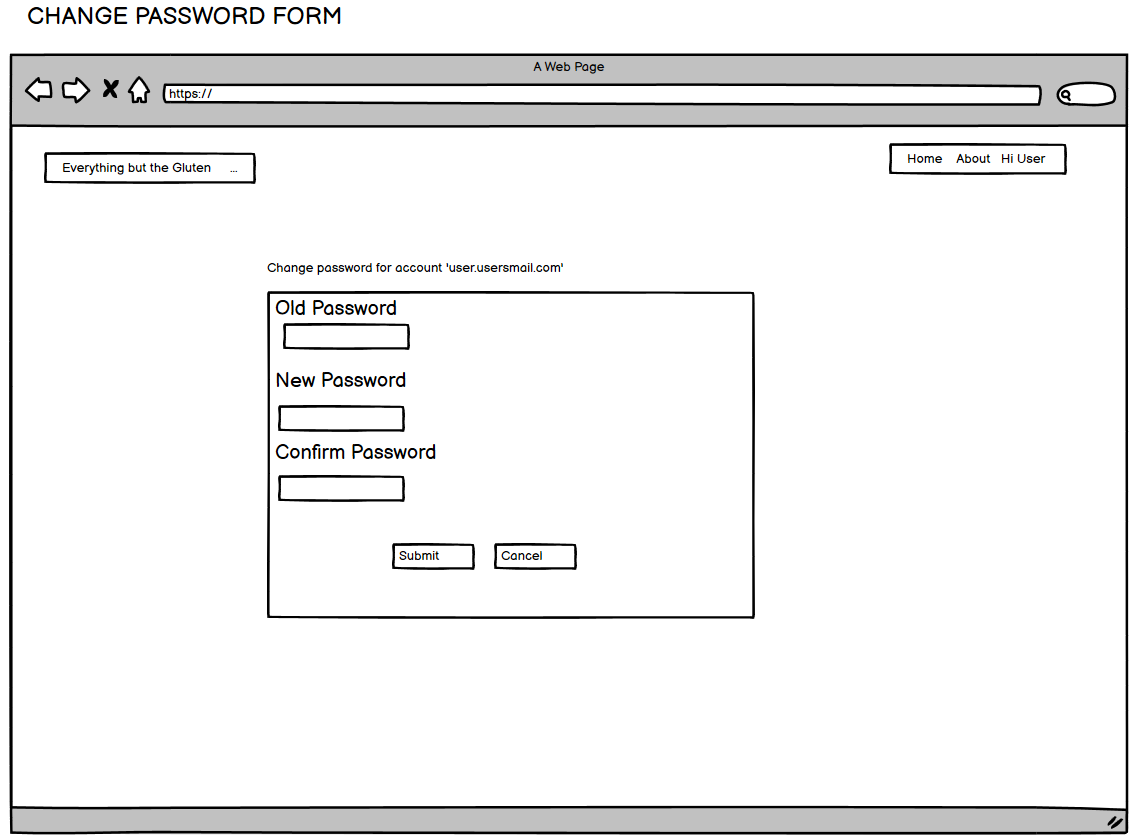 CHANGE PASSWORD FORM
A Web Page
https://
Everything but the Gluten ...
Home About Hi User
Change password for account 'user.usersmail.com'
Old Password
New Password
Confirm Password
Submit Cancel